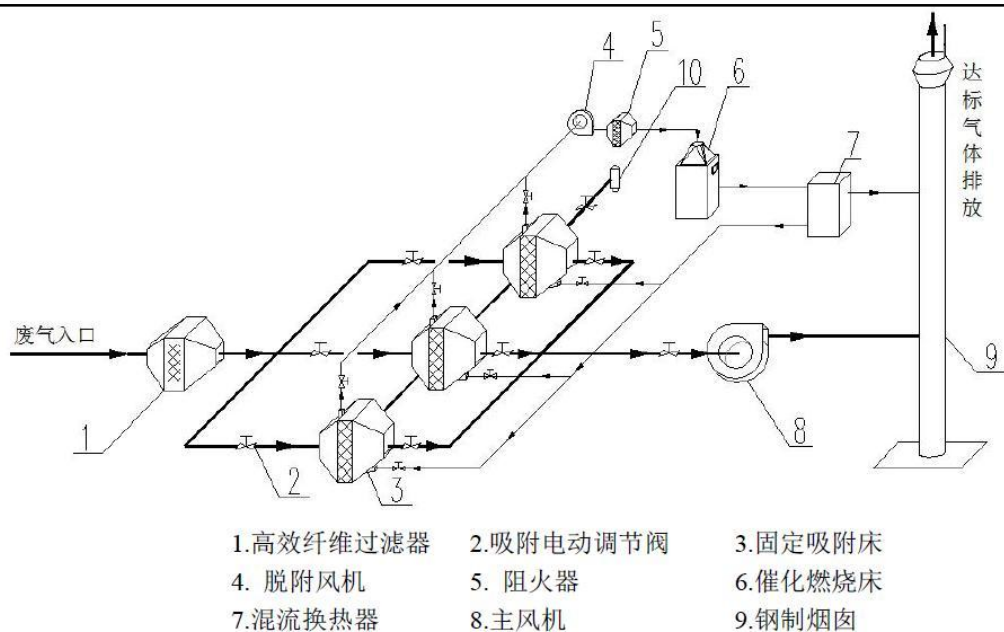 4
5
10
6
7
达标气体排放
废气入口
1
2
3
8
9
1.高效纤维过滤器 2.吸附电动调节阀 3.固定吸附床
4. 脱附风机 5. 阻火器 6.催化燃烧床
7.混流换热器 8.主风机 9.钢制烟囱